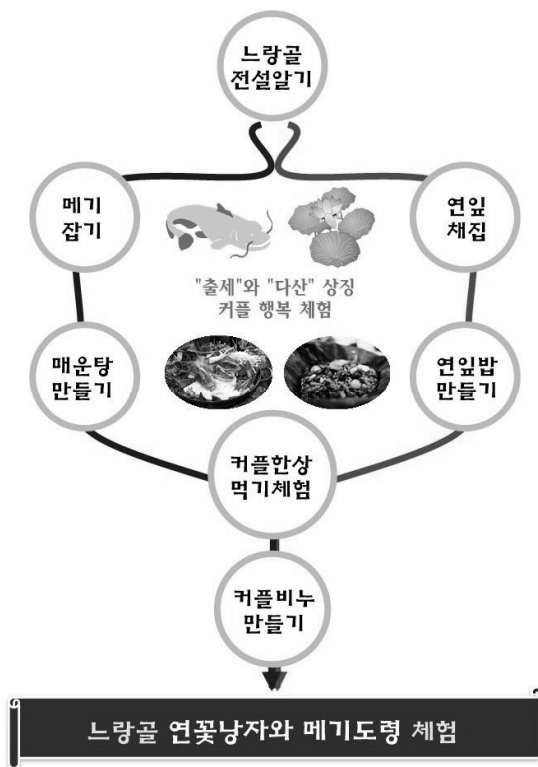 느랑골
전설알기
메기
잡기
연잎
채집
"출세"와 "다산" 상징
커플 행복 체험
매운탕
만들기
연잎밥
만들기
커플한상
먹기체험
커플비누
만들기
느랑골 연꽃낭자와 메기도령 체험